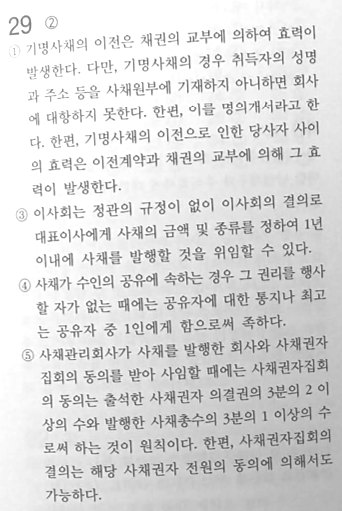 29 ②
① 기명사채의 이전은 채권의 교부에 의하여 효력이
발생한다. 다만, 기명사채의 경우 취득자의 성명
과 주소 등을 사채원부에 기재하지 아니하면 회사
에 대항하지 못한다. 한편, 이를 명의개서라고 한
다. 한편, 기명사채의 이전으로 인한 당사자 사이
의 효력은 이전계약과 채권의 교부에 의해 그 효
력이 발생한다.
③ 이사회는 정관의 규정이 없이 이사회의 결의로
대표이사에게 사채의 금액 및 종류를 정하여 1년
이내에 사채를 발행할 것을 위임할 수 있다.
④ 사채가 수인의 공유에 속하는 경우 그 권리를 행사
할 자가 없는 때에는 공유자에 대한 통지나 최고
는 공유자 중 1인에게 함으로써 족하다.
⑤ 사채관리회사가 사채를 발행한 회사와 사채권자
집회의 동의를 받아 사임할 때에는 사채권자집회
의 동의는 출석한 사채권자 의결권의 3분의 2 이
상의 수와 발행한 사채총수의 3분의 1 이상의 수
로써 하는 것이 원칙이다. 한편, 사채권자집회의
결의는 해당 사채권자 전원의 동의에 의해서도
가능하다.